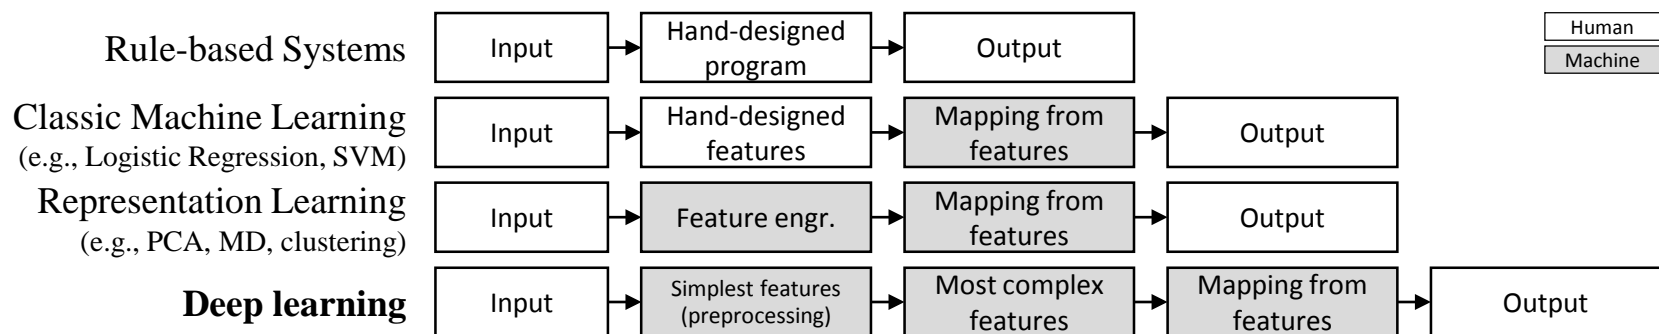 Rule-based Systems
Input
Hand-designed
program
Output
Human
Machine
Classic Machine Learning
(e.g., Logistic Regression, SVM)
Input
Hand-designed
features
Mapping from
features
Output
Representation Learning
(e.g., PCA, MD, clustering)
Input
Feature engr.
Mapping from
features
Output
Deep learning
Input
Simplest features
(preprocessing)
Most complex
features
Mapping from
features
Output